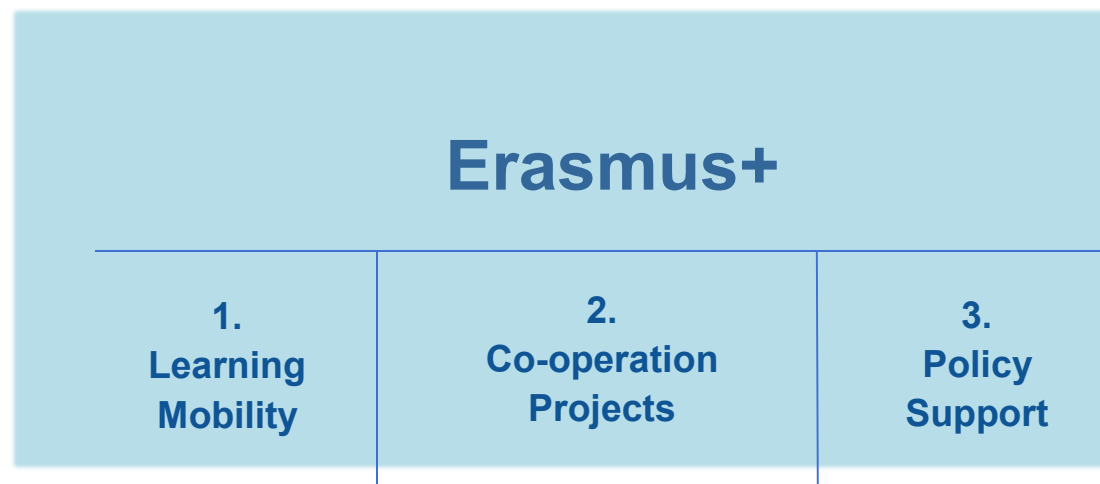 Erasmus+
1.
Learning
Mobility
2.
Co-operation
Projects
3.
Policy
Support